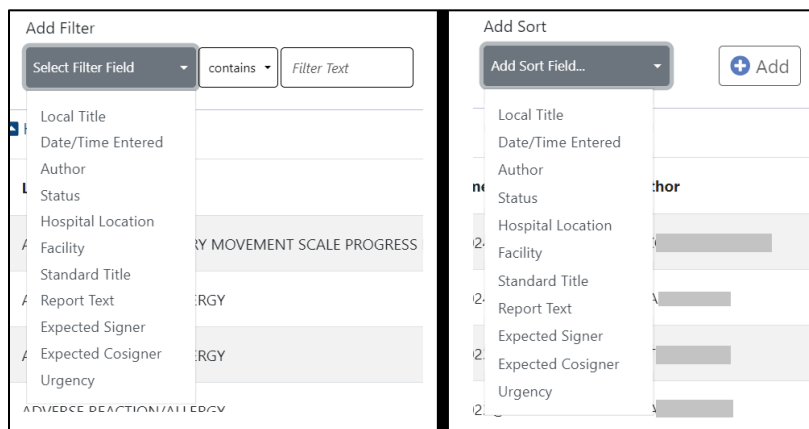 Add Filter
Select Filter Field
contains
Filter Text
Local Title
Date/Time Entered
Author
Status
Hospital Location
Facility
Standard Title
Report Text
Expected Signer
Expected Cosigner
Urgency
RY MOVEMENT SCALE PROGRESS
ERGY
ERGY
ADVERSE REACTION/ALLERGY
Add Sort
Add Sort Field...
Add
Local Title
Date/Time Entered
Author
Status
Hospital Location
Facility
Standard Title
Report Text
Expected Signer
Expected Cosigner
Urgency
thor